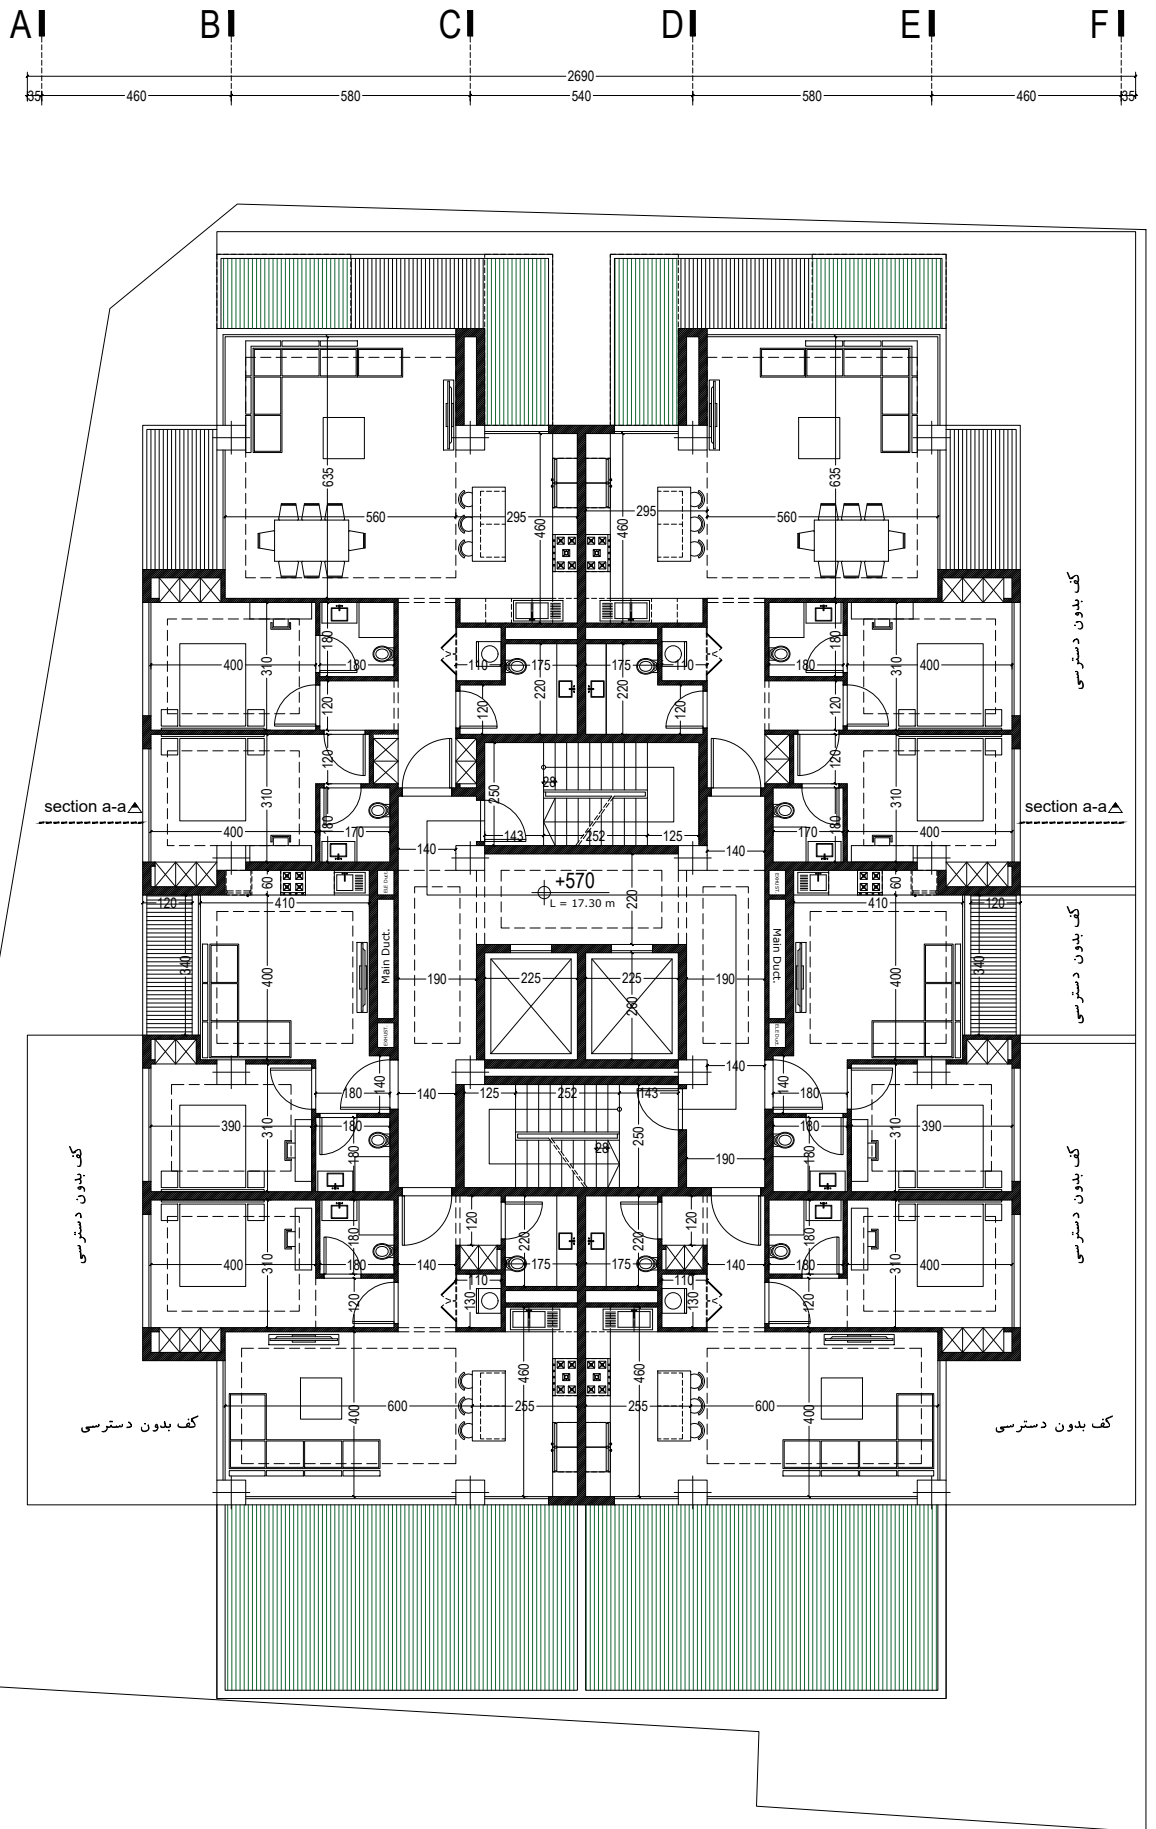 A B C D E F
2690
35 460 580 540 580 460 35
635 635
560 295 460 460 295 560
کف بدون دسترسی
400 310 180 180 110 175 220 220 175 110 180 180 310 400
120 120 120 120
section a-a 400 310 120 180 170 250 28 120 180 170 310 400 section a-a
143 252 125
140 140
+570
L = 17.30 m
220
120 410 60 ELE Duct. EXHUST. 60 410 120
کف بدون دسترسی
340 400 Main Duct. 190 225 225 280 190 Main Duct. 400 340
EXHUST. ELE Duct.
140 140 140
180 140 125 252 143 180
390 310 180 180 28 250 180 180 310 390
190
کف بدون دسترسی
کف بدون دسترسی
120 220 220 120
400 310 180 180 140 175 175 140 180 180 310 400
120 110 130 110 130 120
600 400 255 460 460 255 400 600
کف بدون دسترسی
کف بدون دسترسی